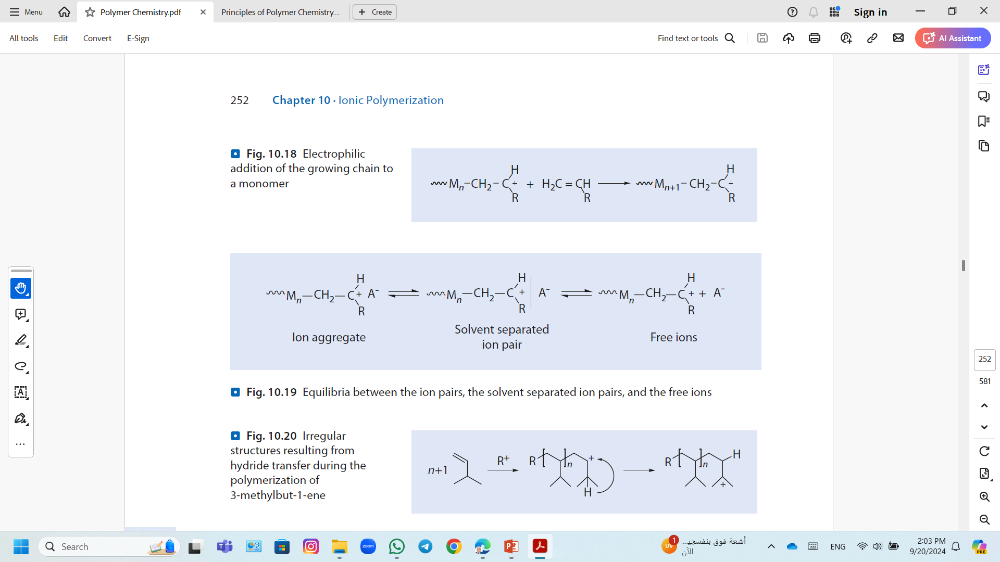 Menu
Polymer Chemistry.pdf
Principles of Polymer Chemistry....
Create
Sign in
All tools
Edit
Convert
E-Sign
Find text or tools
AI Assistant
252 Chapter 10 · Ionic Polymerization
Fig. 10.18 Electrophilic
addition of the growing chain to
a monomer
H H
Mn–CH2–C+ + H2C=CH → Mn+1–CH2–C+
R R R
H H H
Mn—CH2—C+ A- ⇌ Mn—CH2—C+ | A- ⇌ Mn—CH2—C+ + A-
R R R
Ion aggregate
Solvent separated
ion pair
Free ions
Fig. 10.19 Equilibria between the ion pairs, the solvent separated ion pairs, and the free ions
Fig. 10.20 Irregular
structures resulting from
hydride transfer during the
polymerization of
3-methylbut-1-ene
n+1 R+ R [ ]n + H R [ ]n H +
252
581
Search
zoom
UV
1
أشعة فوق بنفسجي...
الآن
ENG
2:03 PM
9/20/2024
PRE